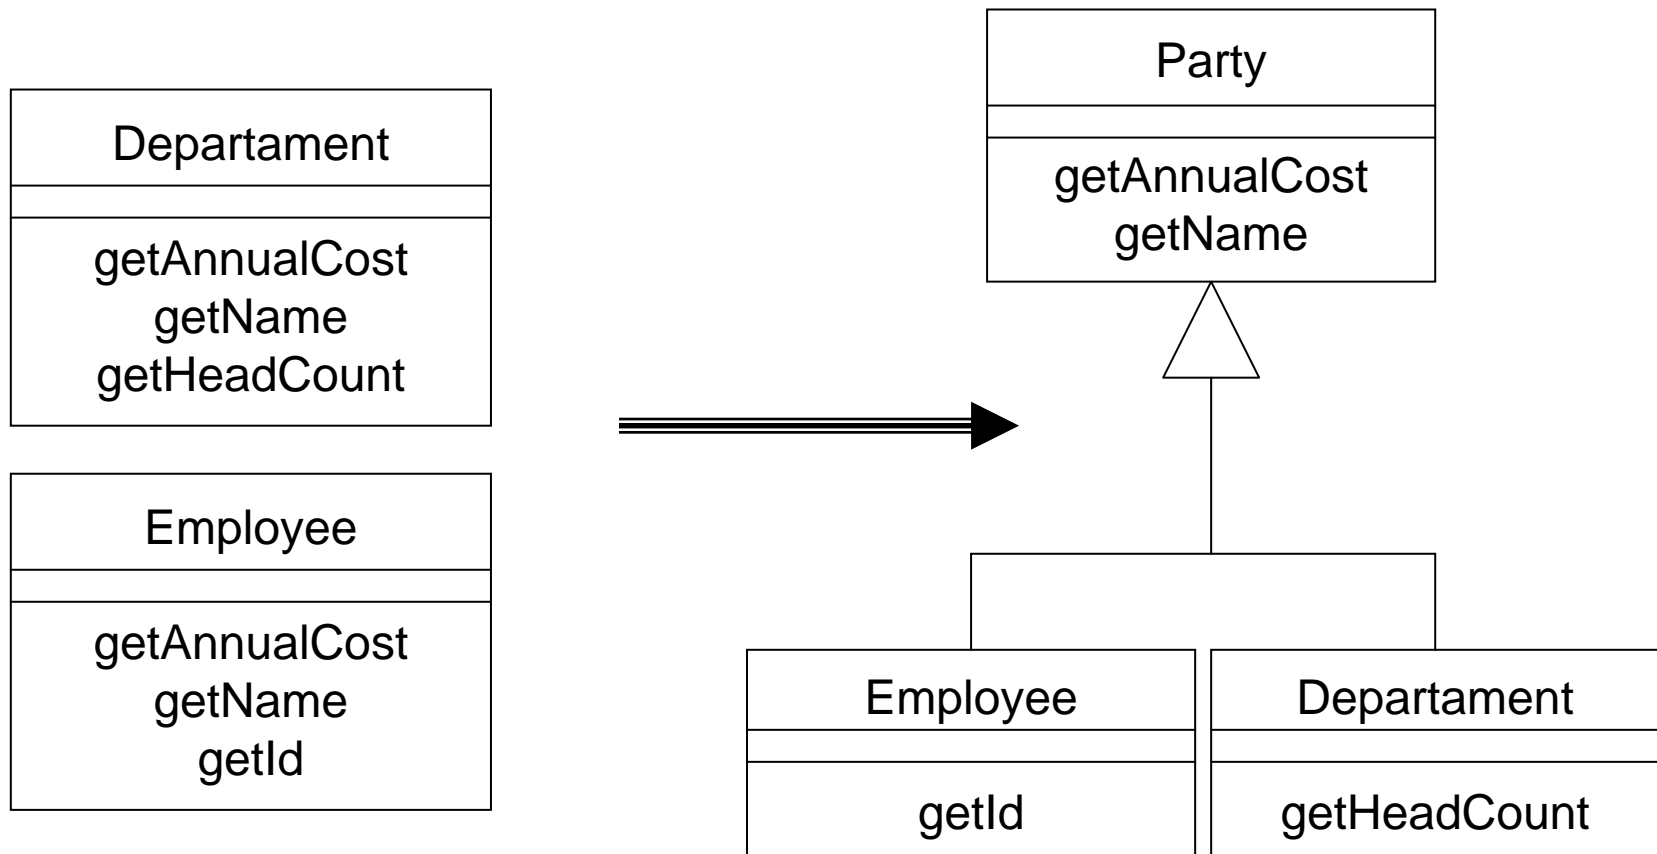 Departament
getAnnualCost
getName
getHeadCount
Employee
getAnnualCost
getName
getId
Party
getAnnualCost
getName
Employee
getId
Departament
getHeadCount